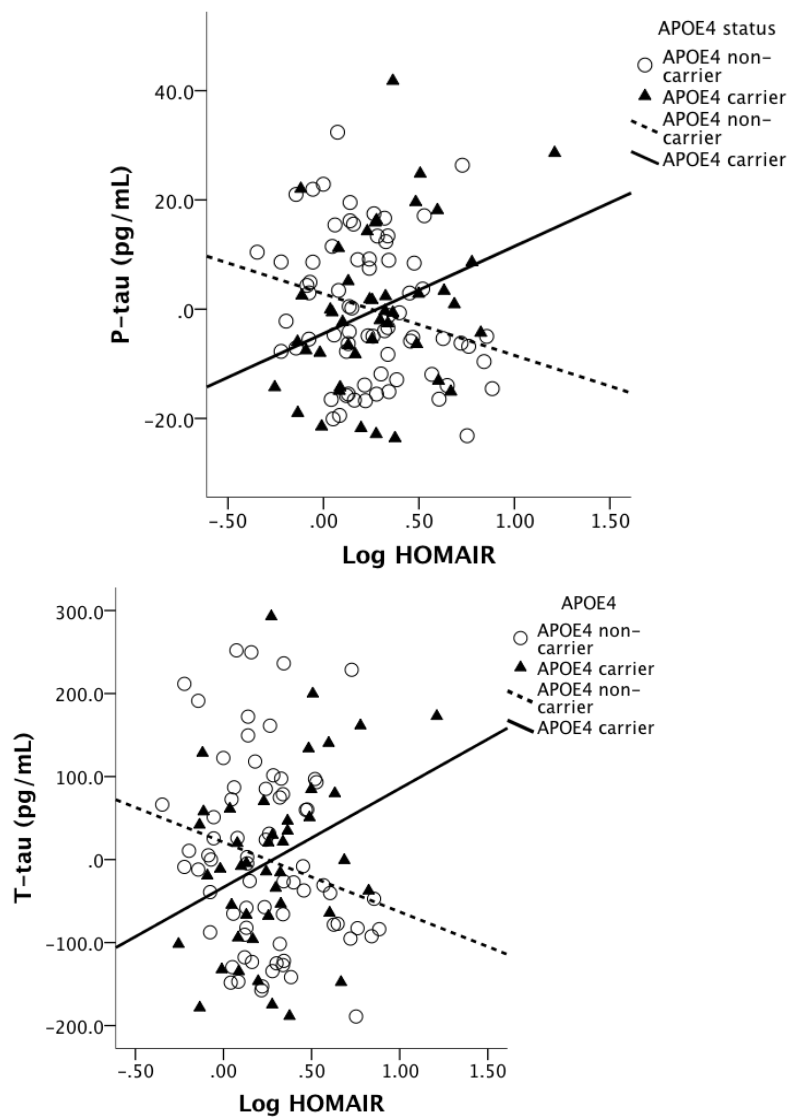 APOE4 status
APOE4 non-
carrier
APOE4 carrier
APOE4 non-
carrier
APOE4 carrier
40.0
20.0
.0
-20.0
P-tau (pg/mL)
-.50
.00
.50
1.00
1.50
Log HOMAIR
APOE4
APOE4 non-
carrier
APOE4 carrier
APOE4 non-
carrier
APOE4 carrier
300.0
200.0
100.0
.0
-100.0
-200.0
T-tau (pg/mL)
-.50
.00
.50
1.00
1.50
Log HOMAIR